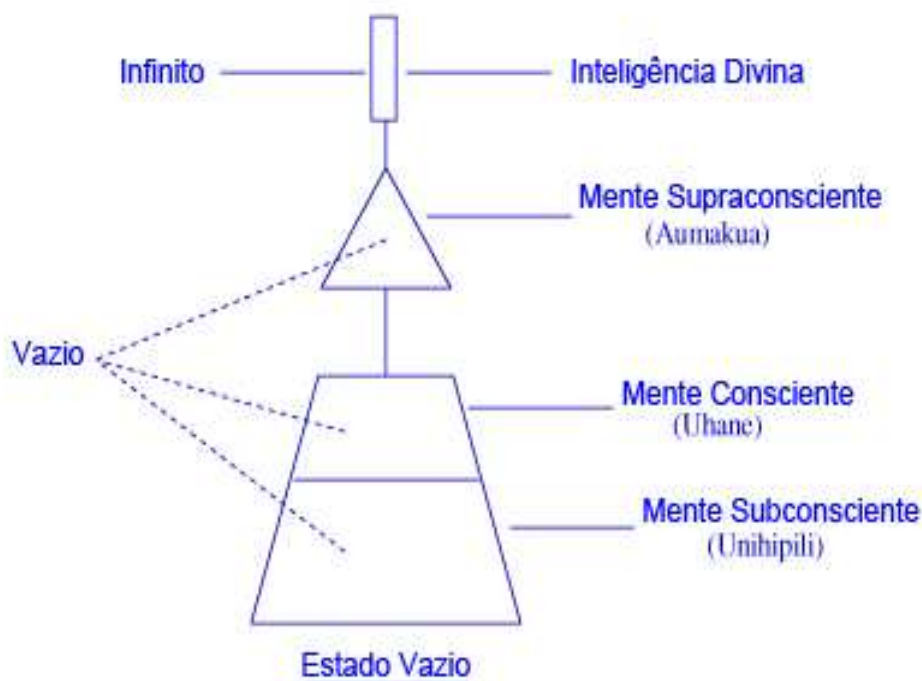 Infinito
Inteligência Divina
Mente Supraconsciente
(Aumakua)
Vazio
Mente Consciente
(Uhane)
Mente Subconsciente
(Unihipili)
Estado Vazio